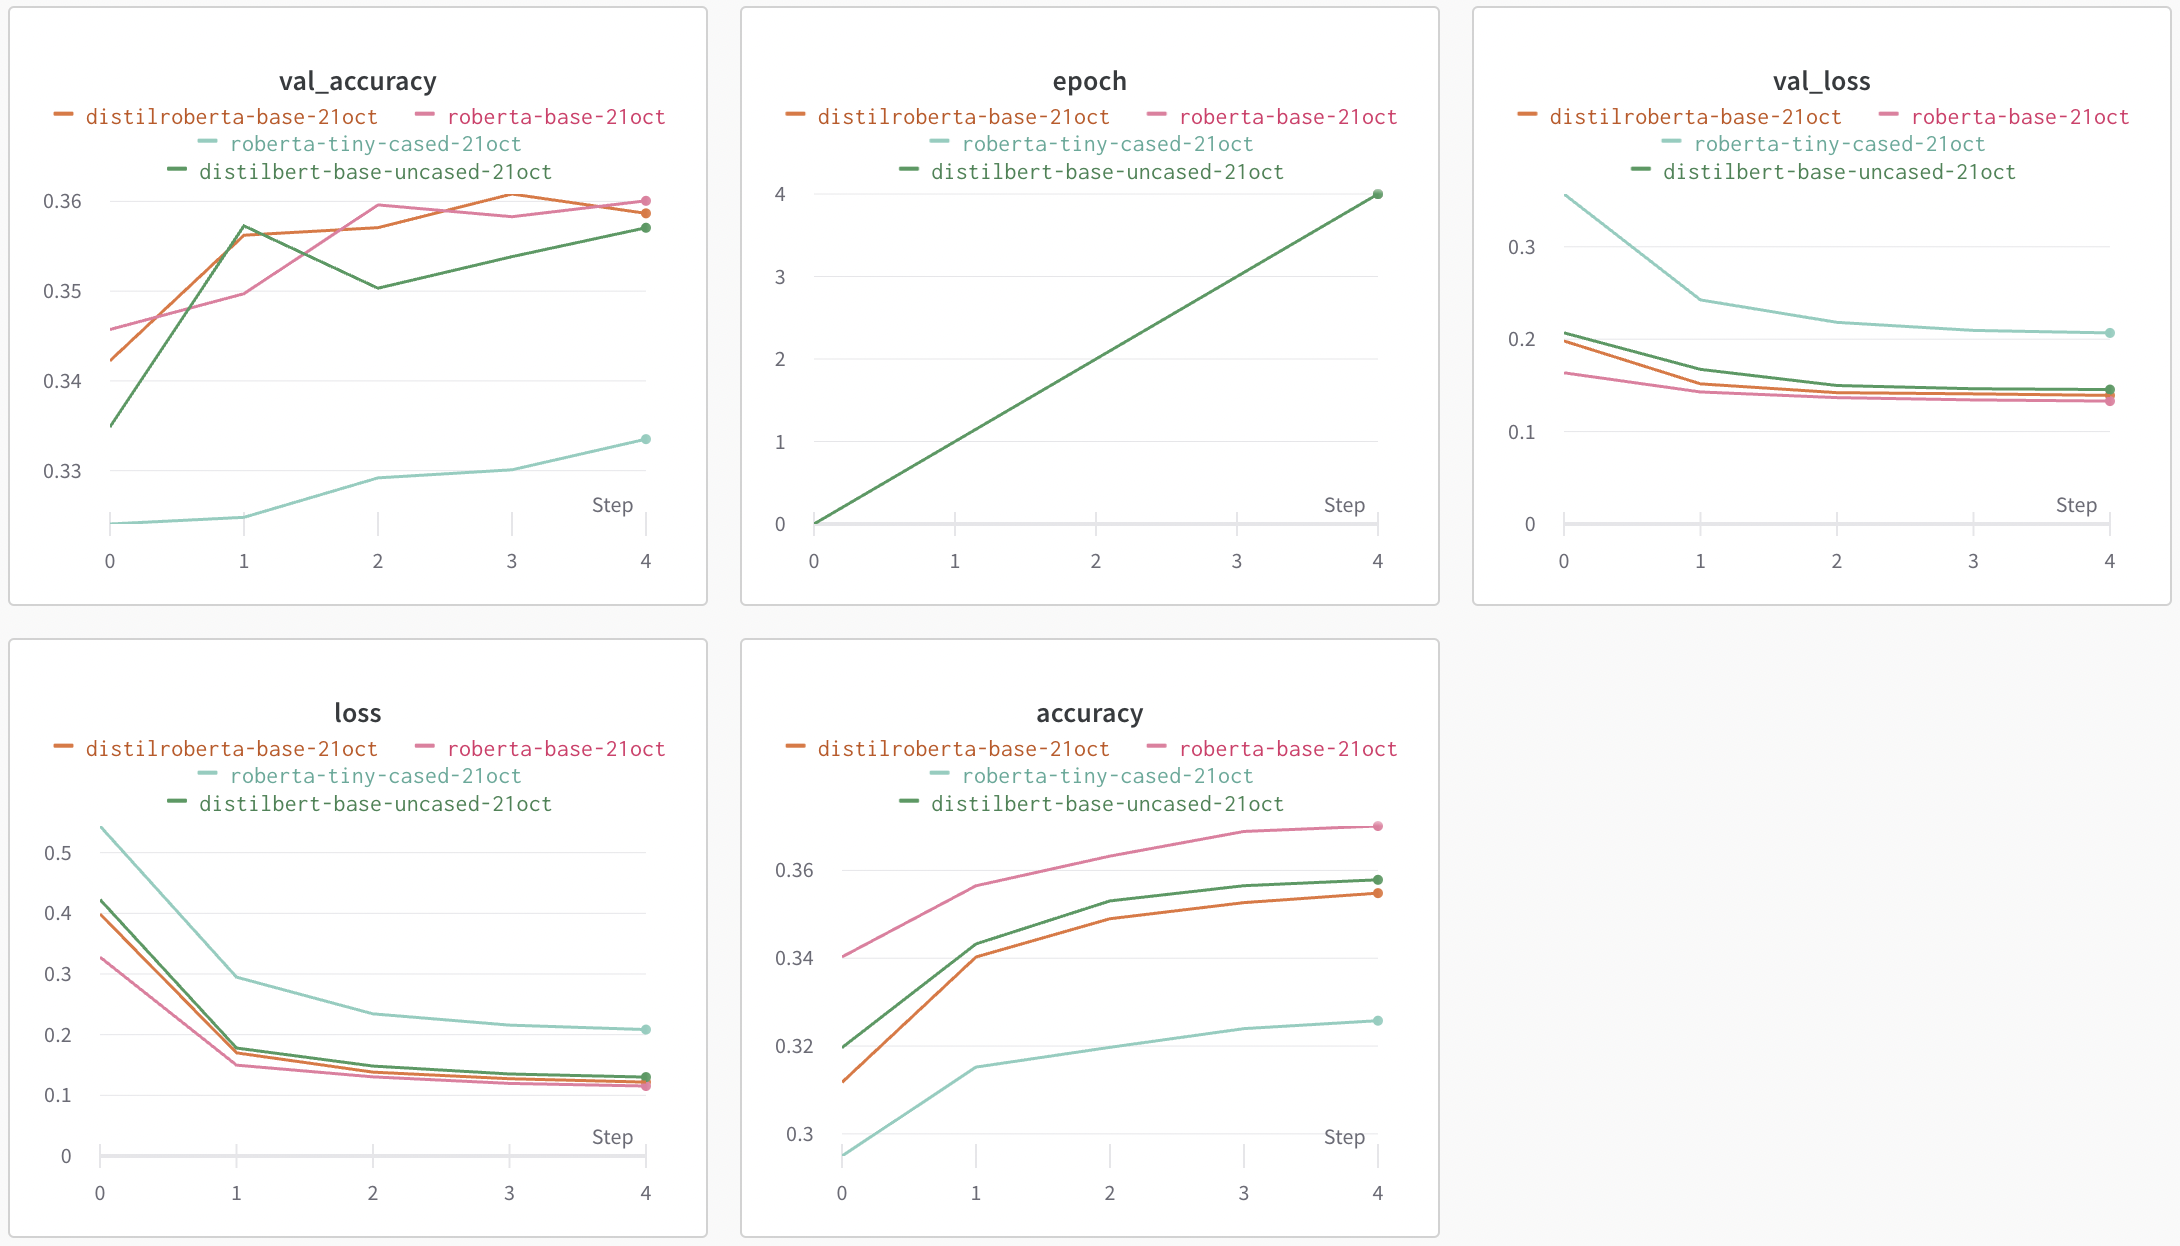 val_accuracy
distilroberta-base-21oct roberta-base-21oct
roberta-tiny-cased-21oct
distilbert-base-uncased-21oct
0.36
0.35
0.34
0.33
Step
0 1 2 3 4
epoch
distilroberta-base-21oct roberta-base-21oct
roberta-tiny-cased-21oct
distilbert-base-uncased-21oct
4
3
2
1
0
Step
0 1 2 3 4
val_loss
distilroberta-base-21oct roberta-base-21oct
roberta-tiny-cased-21oct
distilbert-base-uncased-21oct
0.3
0.2
0.1
0
Step
0 1 2 3 4
loss
distilroberta-base-21oct roberta-base-21oct
roberta-tiny-cased-21oct
distilbert-base-uncased-21oct
0.5
0.4
0.3
0.2
0.1
0
Step
0 1 2 3 4
accuracy
distilroberta-base-21oct roberta-base-21oct
roberta-tiny-cased-21oct
distilbert-base-uncased-21oct
0.36
0.34
0.32
0.3
Step
0 1 2 3 4